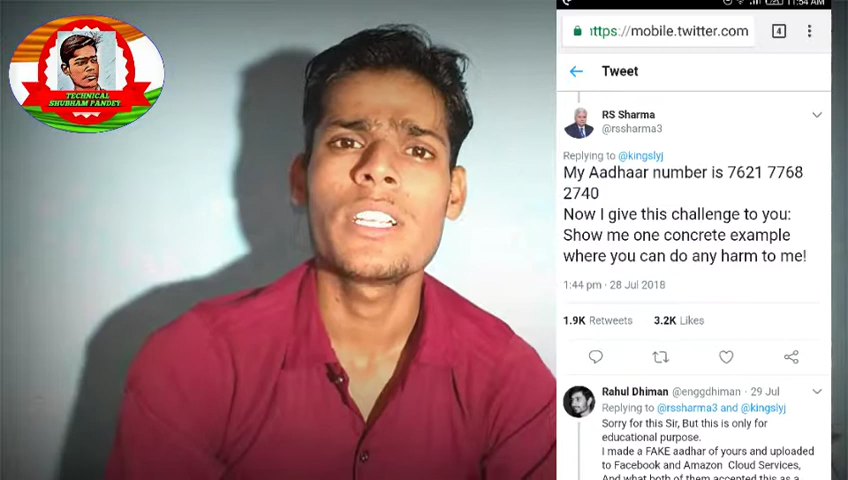 TECHNICAL
SHUBHAM PANDEY
11:54 AM
ttps://mobile.twitter.com
4
Tweet
RS Sharma
@rssharma3
Replying to @kingslyj
My Aadhaar number is 7621 7768
2740
Now I give this challenge to you:
Show me one concrete example
where you can do any harm to me!
1:44 pm · 28 Jul 2018
1.9K Retweets 3.2K Likes
Rahul Dhiman @enggdhiman · 29 Jul
Replying to @rssharma3 and @kingslyj
Sorry for this Sir, But this is only for
educational purpose.
I made a FAKE aadhar of yours and uploaded
to Facebook and Amazon Cloud Services,
And what both of them accepted this as a